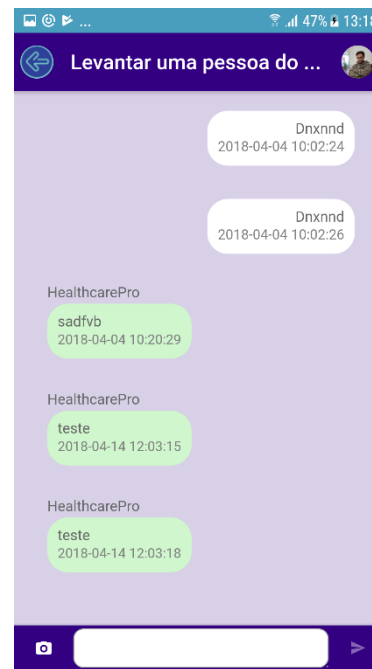 ... 47% 13:18
Levantar uma pessoa do ...
Dnxnnd
2018-04-04 10:02:24
Dnxnnd
2018-04-04 10:02:26
HealthcarePro
sadfvb
2018-04-04 10:20:29
HealthcarePro
teste
2018-04-14 12:03:15
HealthcarePro
teste
2018-04-14 12:03:18